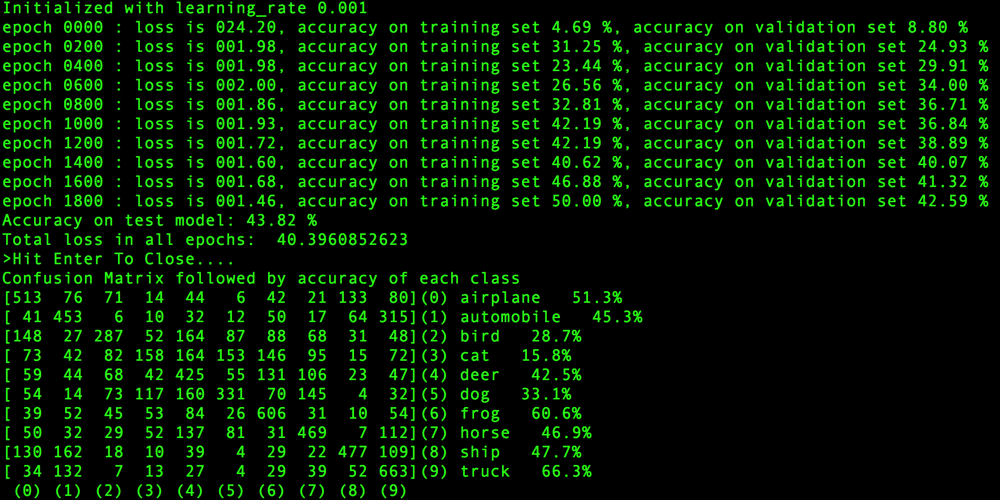 Initialized with learning_rate 0.001
epoch 0000 : loss is 024.20, accuracy on training set 4.69 %, accuracy on validation set 8.80 %
epoch 0200 : loss is 001.98, accuracy on training set 31.25 %, accuracy on validation set 24.93 %
epoch 0400 : loss is 001.98, accuracy on training set 23.44 %, accuracy on validation set 29.91 %
epoch 0600 : loss is 002.00, accuracy on training set 26.56 %, accuracy on validation set 34.00 %
epoch 0800 : loss is 001.86, accuracy on training set 32.81 %, accuracy on validation set 36.71 %
epoch 1000 : loss is 001.93, accuracy on training set 42.19 %, accuracy on validation set 36.84 %
epoch 1200 : loss is 001.72, accuracy on training set 42.19 %, accuracy on validation set 38.89 %
epoch 1400 : loss is 001.60, accuracy on training set 40.62 %, accuracy on validation set 40.07 %
epoch 1600 : loss is 001.68, accuracy on training set 46.88 %, accuracy on validation set 41.32 %
epoch 1800 : loss is 001.46, accuracy on training set 50.00 %, accuracy on validation set 42.59 %
Accuracy on test model: 43.82 %
Total loss in all epochs:  40.3960852623
>Hit Enter To Close....
Confusion Matrix followed by accuracy of each class
[513  76  71  14  44   6  42  21 133  80](0) airplane   51.3%
[ 41 453   6  10  32  12  50  17  64 315](1) automobile   45.3%
[148  27 287  52 164  87  88  68  31  48](2) bird   28.7%
[ 73  42  82 158 164 153 146  95  15  72](3) cat   15.8%
[ 59  44  68  42 425  55 131 106  23  47](4) deer   42.5%
[ 54  14  73 117 160 331  70 145   4  32](5) dog   33.1%
[ 39  52  45  53  84  26 606  31  10  54](6) frog   60.6%
[ 50  32  29  52 137  81  31 469   7 112](7) horse   46.9%
[130 162  18  10  39   4  29  22 477 109](8) ship   47.7%
[ 34 132   7  13  27   4  29  39  52 663](9) truck   66.3%
 (0) (1) (2) (3) (4) (5) (6) (7) (8) (9)